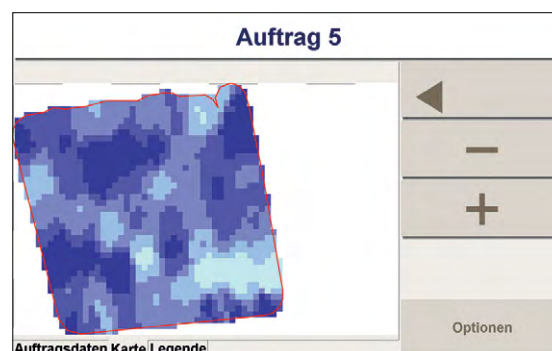 Auftrag 5
− 
+
Optionen
Auftragsdaten Karte Legende